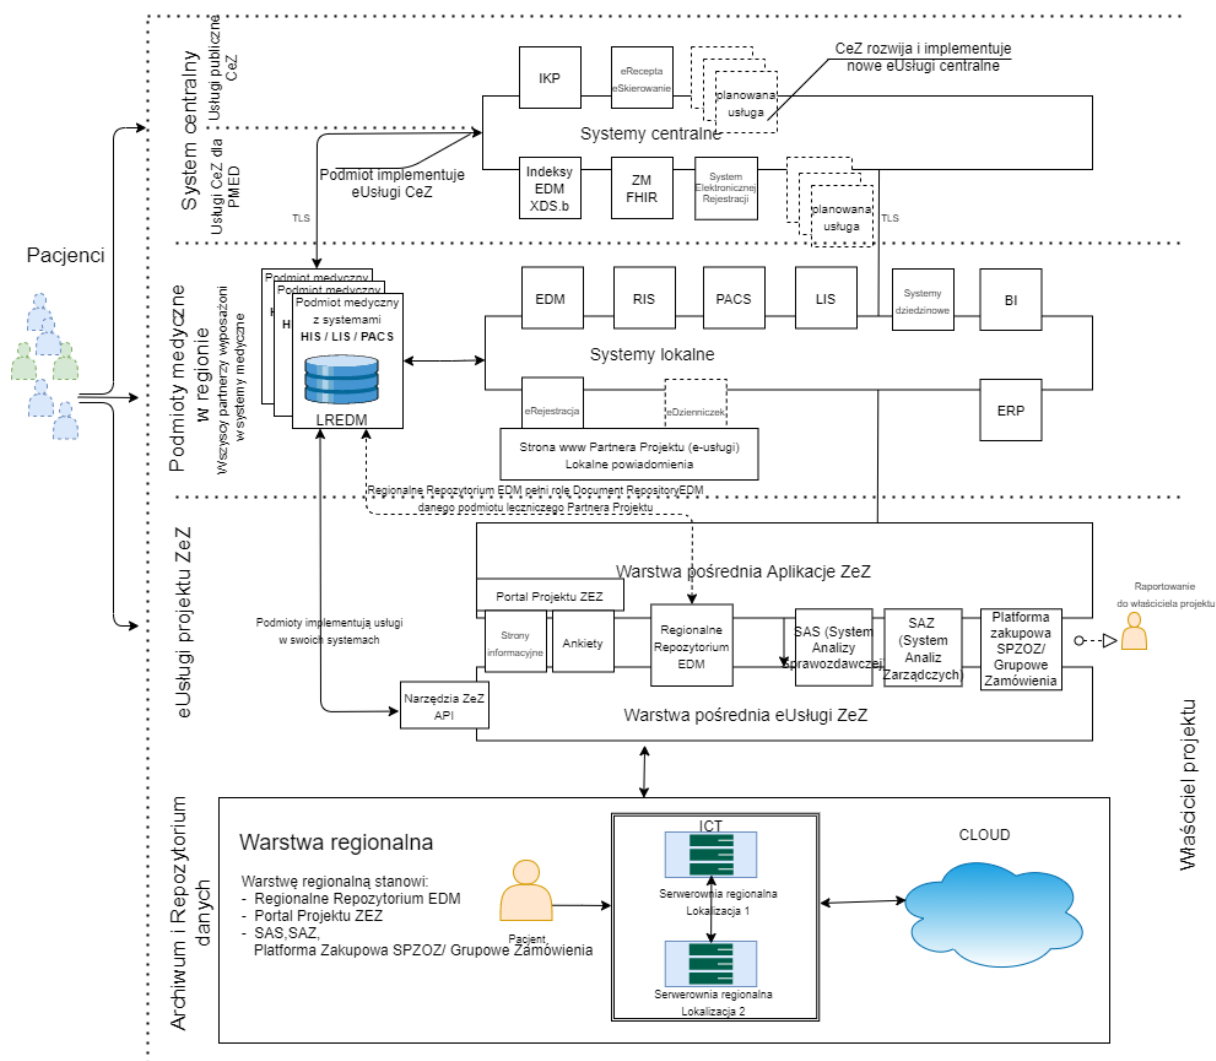 System centralny
Usługi publiczne
CeZ
Usługi CeZ dla
PMED
IKP
eRecepta
eSkierowanie
planowana
usługa
CeZ rozwija i implementuje
nowe eUsługi centralne
Systemy centralne
Podmiot implementuje
eUsługi CeZ
Indeksy
EDM
XDS.b
ZM
FHIR
System
Elektronicznej
Rejestracji
planowana
usługa
TLS
TLS
Pacjenci
Podmioty medyczne
w regionie
Wszyscy partnerzy wyposażoni
w systemy medyczne
Podmiot medyczny
H
Podmiot medyczny
H
Podmiot medyczny
z systemami
HIS / LIS / PACS
LREDM
EDM
RIS
PACS
LIS
Systemy
dziedzinowe
BI
Systemy lokalne
eRejestracja
eDzienniczek
ERP
Strona www Partnera Projektu (e-usługi)
Lokalne powiadomienia
Regionalne Repozytorium EDM pełni rolę Document RepositoryEDM
danego podmiotu leczniczego Partnera Projektu
eUsługi projektu ZeZ
Warstwa pośrednia Aplikacje ZeZ
Portal Projektu ZEZ
Strony
informacyjne
Ankiety
Regionalne
Repozytorium
EDM
SAS (System
Analizy
Sprawozdawczej
SAZ
(System
Analiz
Zarządczych)
Platforma
zakupowa
SPZOZ/
Grupowe
Zamówienia
Raportowanie
do właściciela projektu
Podmioty implementują usługi
w swoich systemach
Narzędzia ZeZ
API
Warstwa pośrednia eUsługi ZeZ
Właściciel projektu
Archiwum i Repozytorium
danych
Warstwa regionalna
Warstwę regionalną stanowi:
- Regionalne Repozytorium EDM
- Portal Projektu ZEZ
- SAS,SAZ,
Platforma Zakupowa SPZOZ/ Grupowe Zamówienia
Pacjent,
ICT
Serwerownia regionalna
Lokalizacja 1
Serwerownia regionalna
Lokalizacja 2
CLOUD